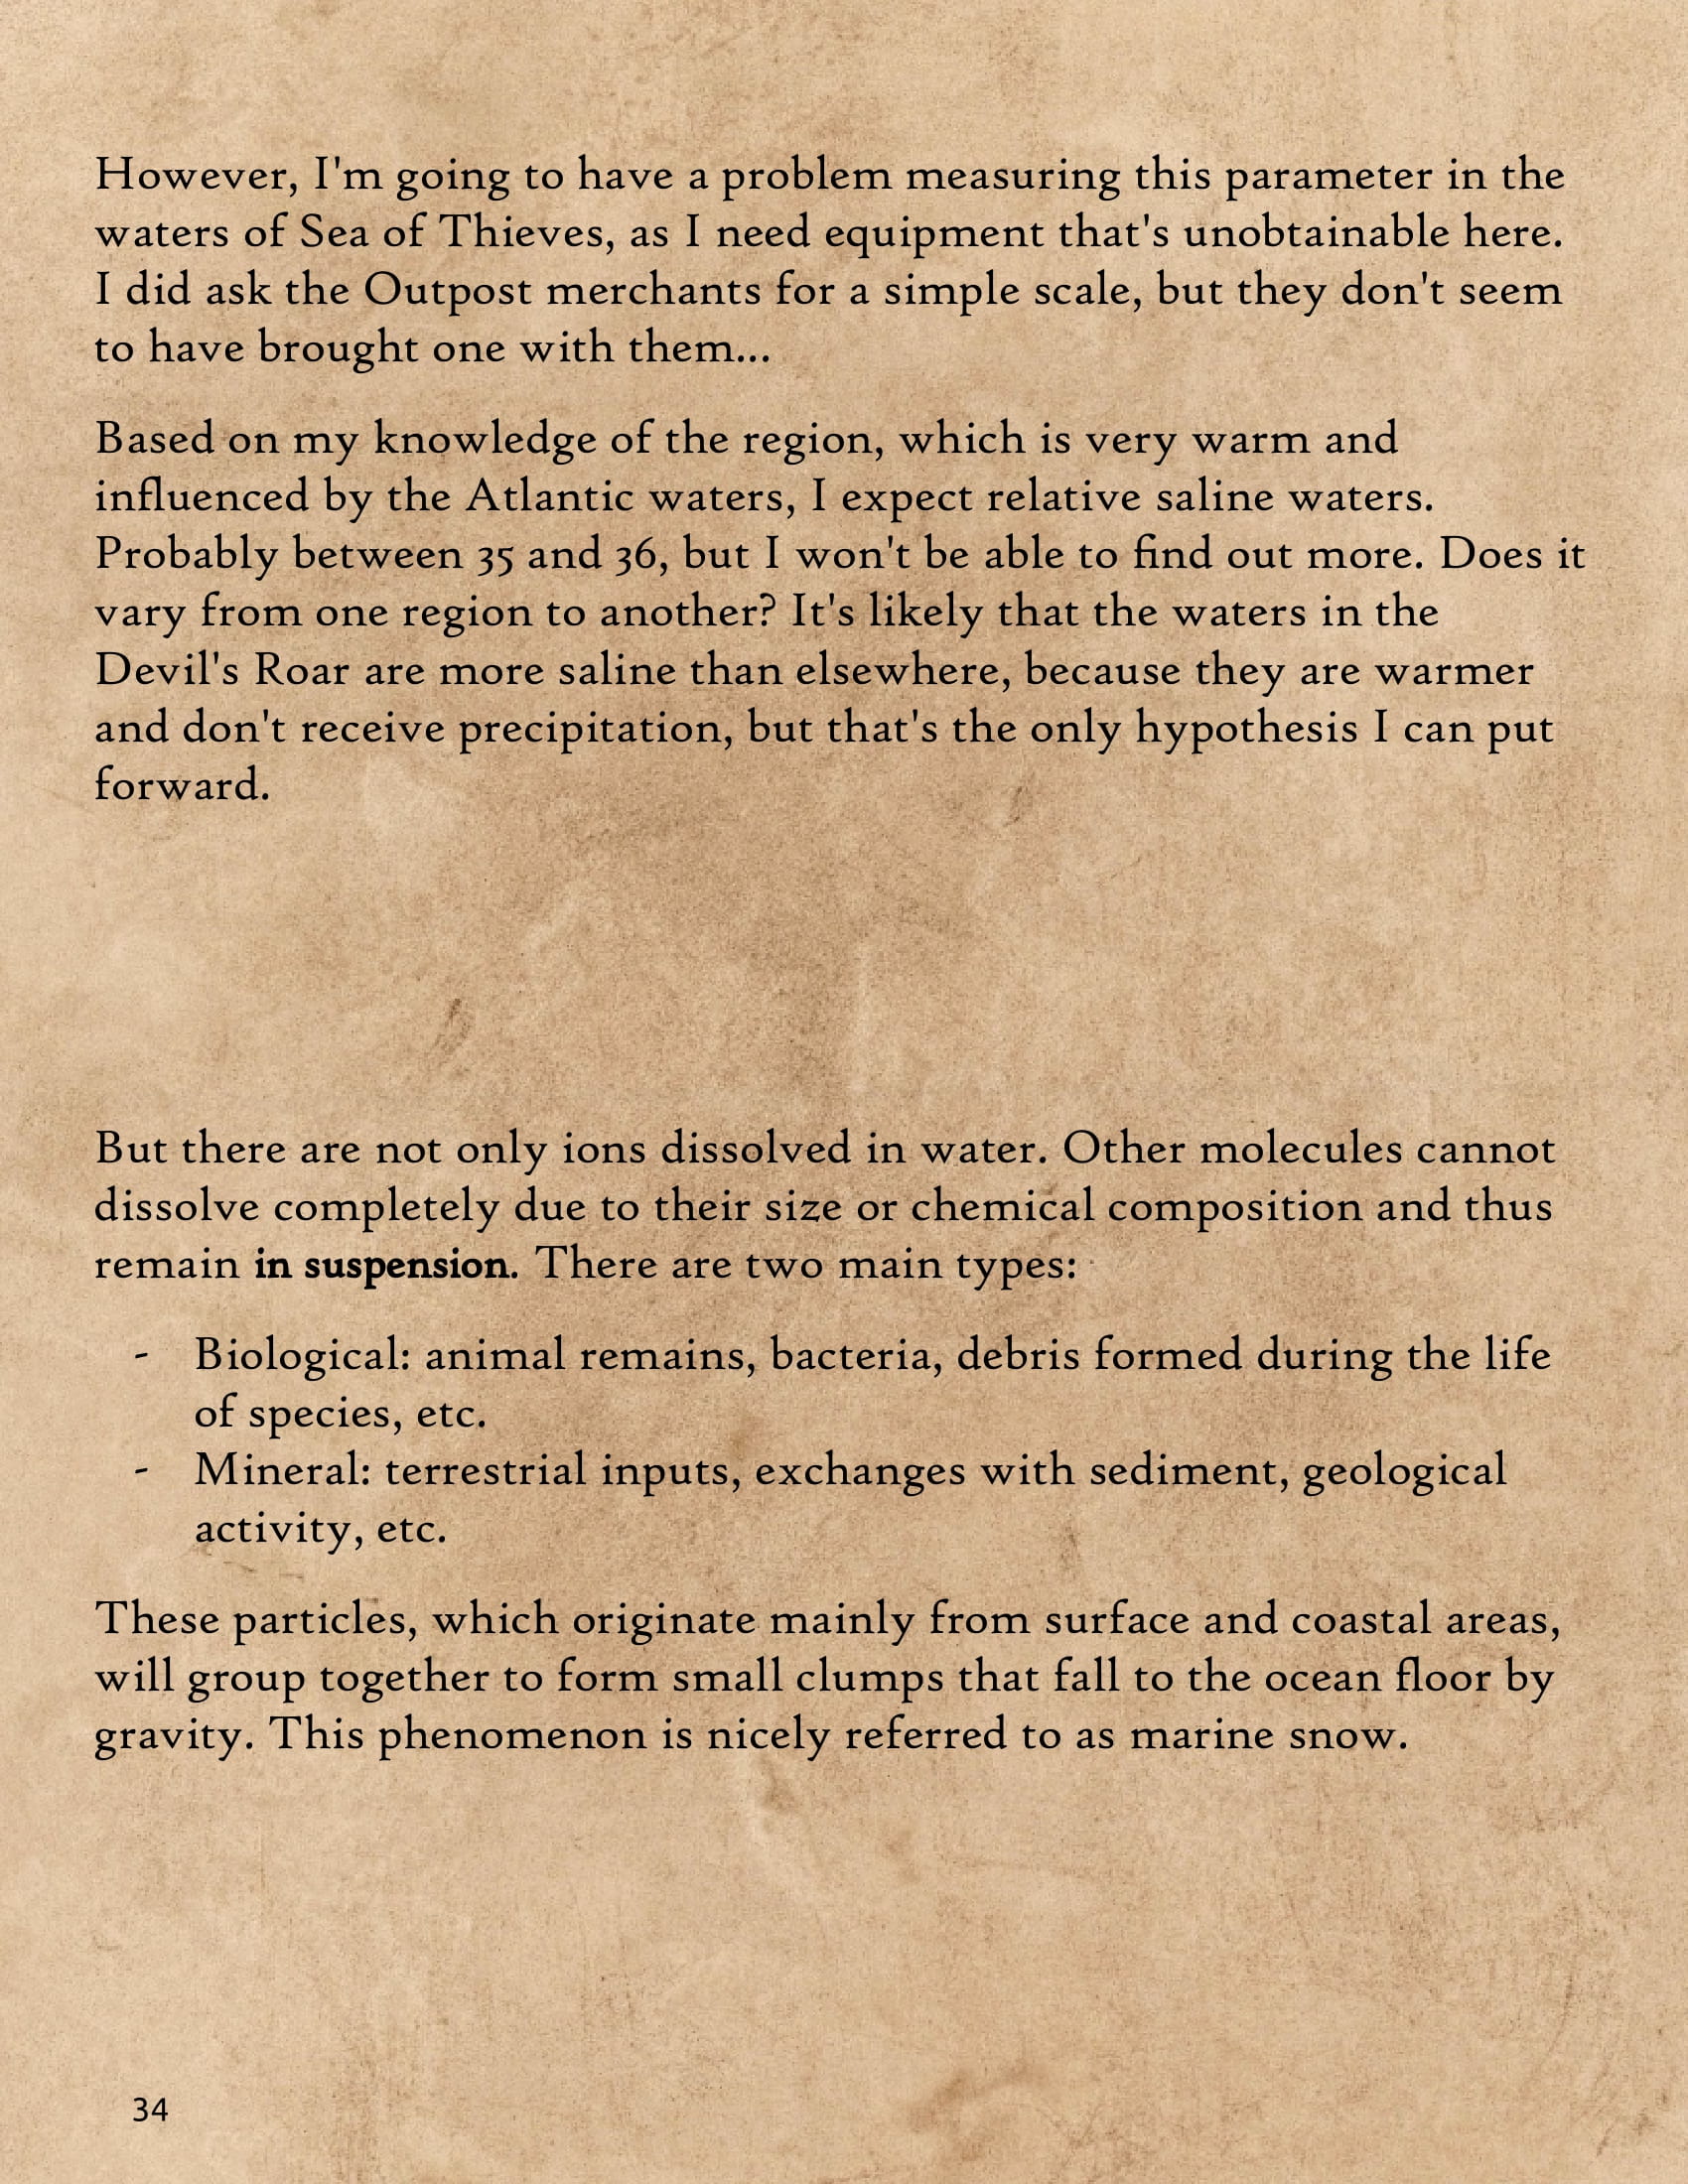 However, I'm going to have a problem measuring this parameter in the
waters of Sea of Thieves, as I need equipment that's unobtainable here.
I did ask the Outpost merchants for a simple scale, but they don't seem
to have brought one with them...
Based on my knowledge of the region, which is very warm and
influenced by the Atlantic waters, I expect relative saline waters.
Probably between 35 and 36, but I won't be able to find out more. Does it
vary from one region to another? It's likely that the waters in the
Devil's Roar are more saline than elsewhere, because they are warmer
and don't receive precipitation, but that's the only hypothesis I can put
forward.
But there are not only ions dissolved in water. Other molecules cannot
dissolve completely due to their size or chemical composition and thus
remain in suspension. There are two main types:
- Biological: animal remains, bacteria, debris formed during the life
of species, etc.
- Mineral: terrestrial inputs, exchanges with sediment, geological
activity, etc.
These particles, which originate mainly from surface and coastal areas,
will group together to form small clumps that fall to the ocean floor by
gravity. This phenomenon is nicely referred to as marine snow.
34